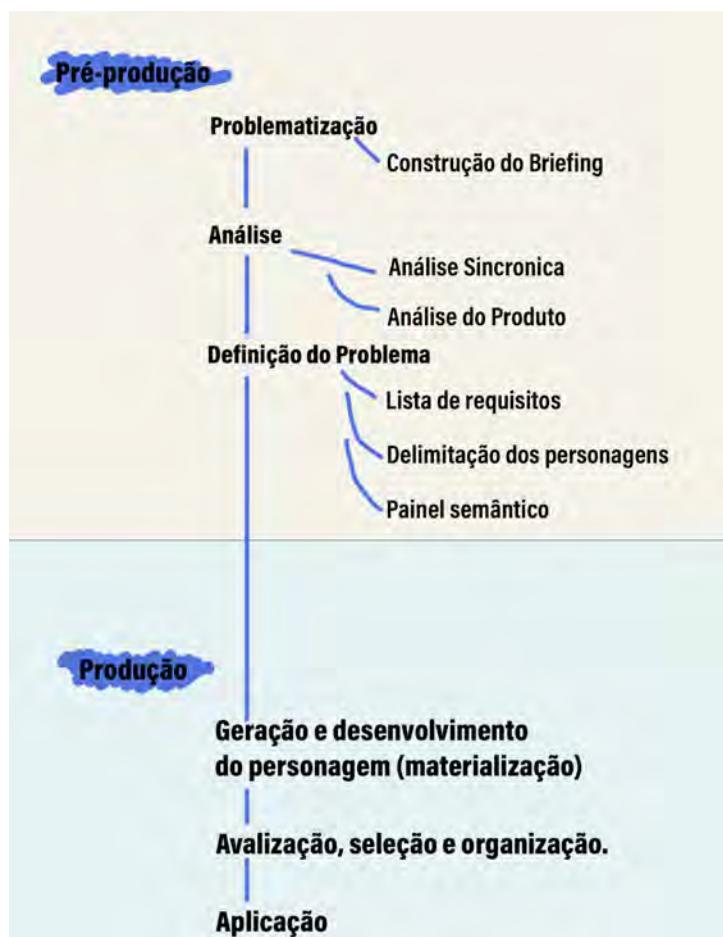 Pré-produção
Problematização
Construção do Briefing
Análise
Análise Sincronica
Análise do Produto
Definição do Problema
Lista de requisitos
Delimitação dos personagens
Painel semântico
Produção
Geração e desenvolvimento
do personagem (materialização)
Avalização, seleção e organização.
Aplicação